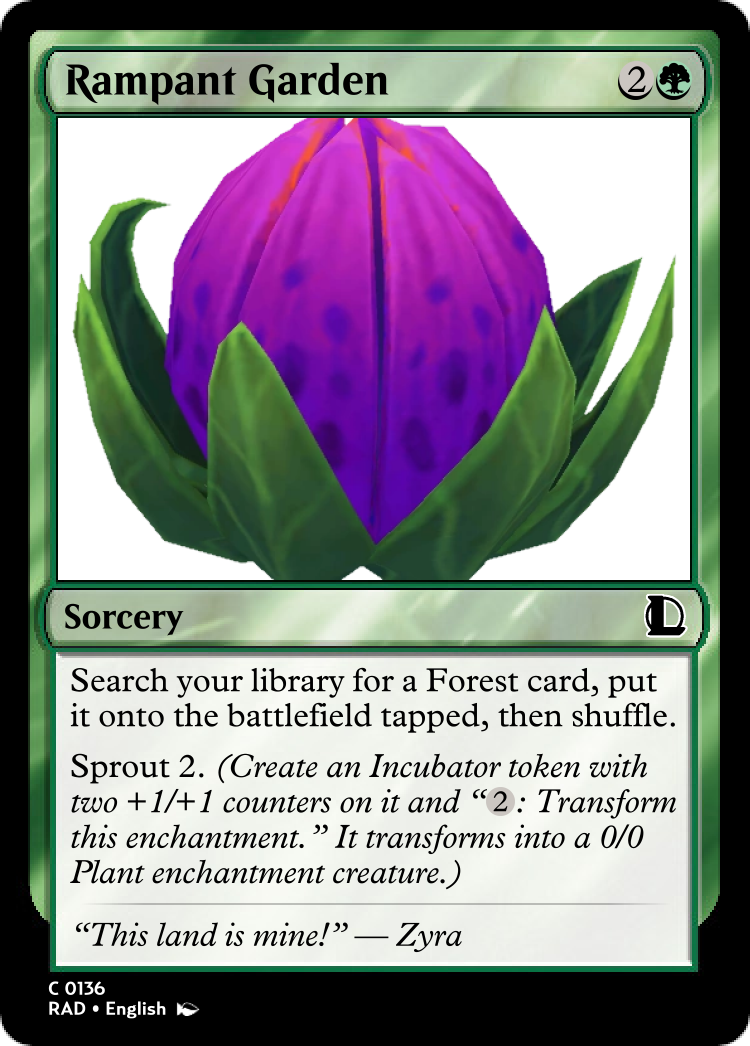 Rampant Garden 2
Sorcery
Search your library for a Forest card, put
it onto the battlefield tapped, then shuffle.
Sprout 2. (Create an Incubator token with
two +1/+1 counters on it and “2: Transform
this enchantment.” It transforms into a 0/0
Plant enchantment creature.)
“This land is mine!” — Zyra
C 0136
RAD • English